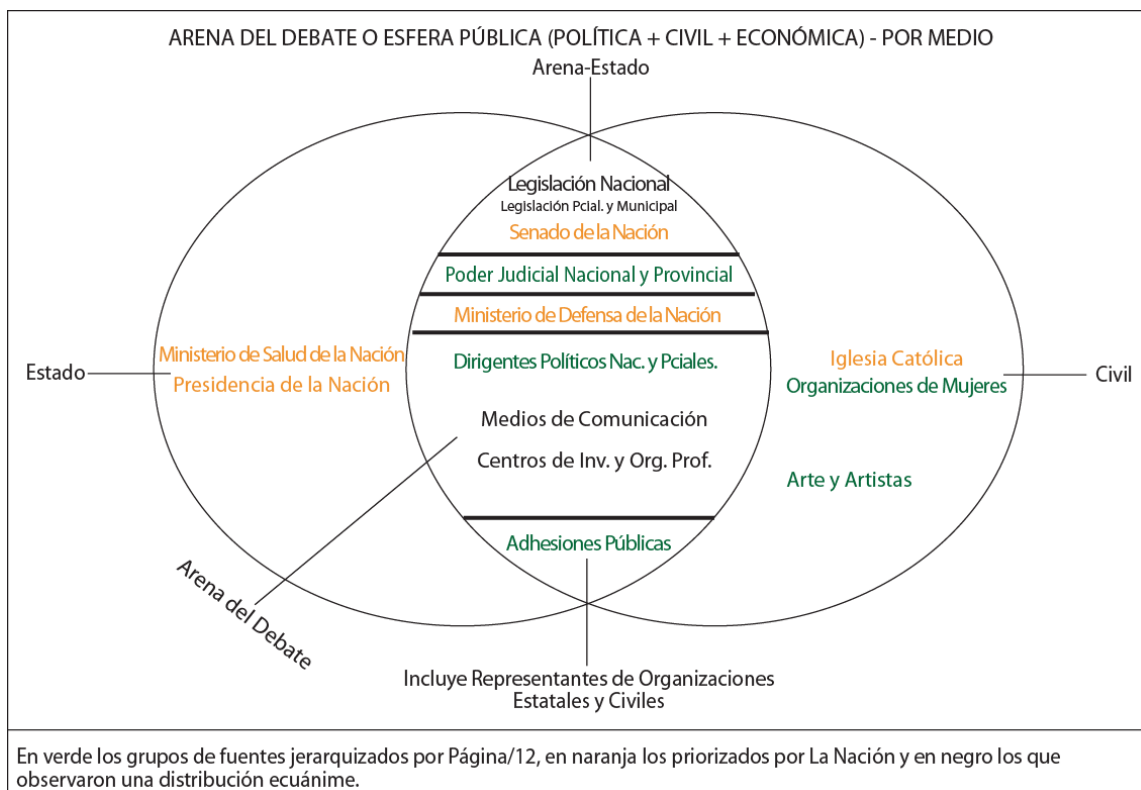 ARENA DEL DEBATE O ESFERA PÚBLICA (POLÍTICA + CIVIL + ECONÓMICA) - POR MEDIO
Arena-Estado
Legislación Nacional
Legislación Pcial. y Municipal
Senado de la Nación
Poder Judicial Nacional y Provincial
Ministerio de Defensa de la Nación
Ministerio de Salud de la Nación
Presidencia de la Nación
Estado
Dirigentes Políticos Nac. y Pciales.
Iglesia Católica
Organizaciones de Mujeres
Civil
Medios de Comunicación
Centros de Inv. y Org. Prof.
Arte y Artistas
Adhesiones Públicas
Arena del Debate
Incluye Representantes de Organizaciones
Estatales y Civiles
En verde los grupos de fuentes jerarquizados por Página/12, en naranja los priorizados por La Nación y en negro los que
observaron una distribución ecuánime.